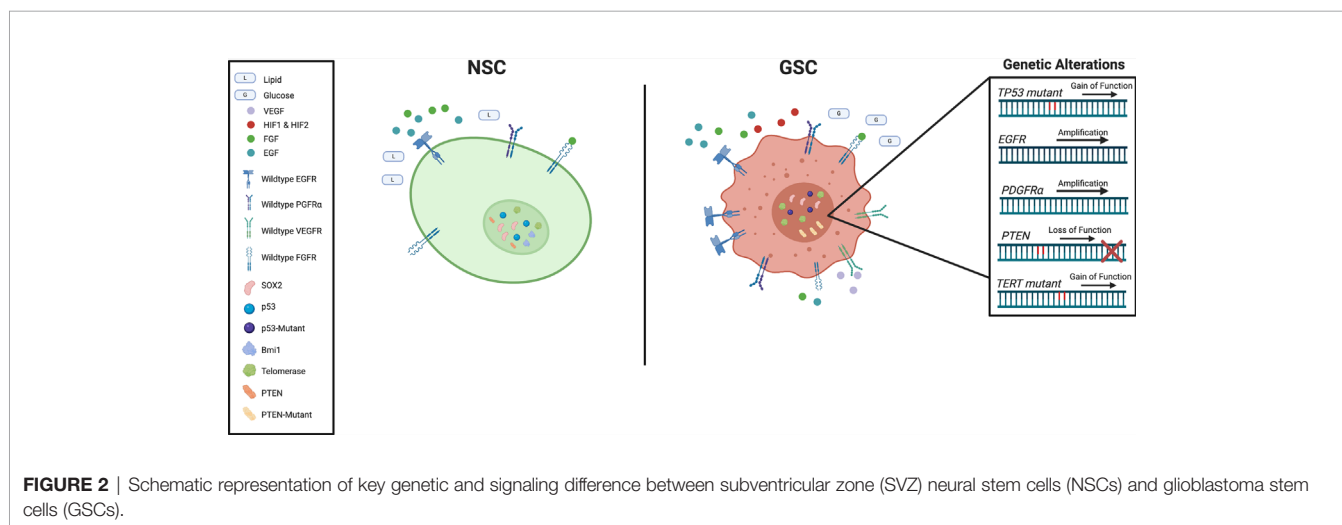 NSC
GSC
Genetic Alterations
L Lipid
G Glucose
VEGF
HIF1 & HIF2
FGF
EGF
Wildtype EGFR
Wildtype PGFRα
Wildtype VEGFR
Wildtype FGFR
SOX2
p53
p53-Mutant
Bmi1
Telomerase
PTEN
PTEN-Mutant
L
L
L
G
G
G
TP53 mutant Gain of Function
EGFR Amplification
PDGFRα Amplification
PTEN Loss of Function
TERT mutant Gain of Function
FIGURE 2 | Schematic representation of key genetic and signaling difference between subventricular zone (SVZ) neural stem cells (NSCs) and glioblastoma stem
cells (GSCs).